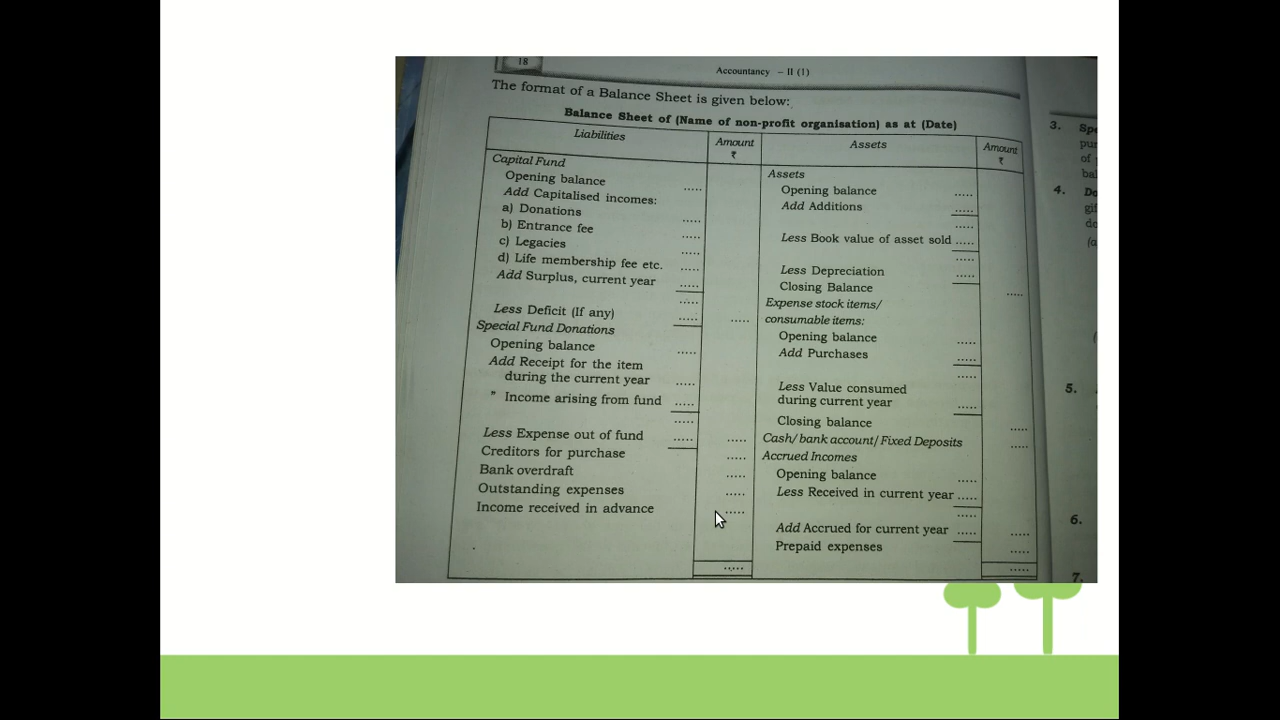 18
Accountancy – II (1)
The format of a Balance Sheet is given below:
Balance Sheet of (Name of non-profit organisation) as at (Date)
Liabilities
Amount
₹
Capital Fund
Opening balance .....
Add Capitalised incomes:
a) Donations .....
b) Entrance fee .....
c) Legacies .....
d) Life membership fee etc. .....
Add Surplus, current year .....
.....
Less Deficit (If any) ..... .....
Special Fund Donations
Opening balance .....
Add Receipt for the item
during the current year .....
” Income arising from fund .....
.....
Less Expense out of fund ..... .....
Creditors for purchase .....
Bank overdraft .....
Outstanding expenses .....
Income received in advance .....
.....
Assets
Amount
₹
Assets
Opening balance .....
Add Additions .....
.....
Less Book value of asset sold .....
.....
Less Depreciation .....
Closing Balance .....
Expense stock items/
consumable items:
Opening balance .....
Add Purchases .....
.....
Less Value consumed
during current year .....
Closing balance .....
Cash/bank account/Fixed Deposits .....
Accrued Incomes
Opening balance .....
Less Received in current year .....
.....
Add Accrued for current year ..... .....
Prepaid expenses .....
.....
3.
pur
of
bal
4. Do
gif
do
(a
5.
6.
7.